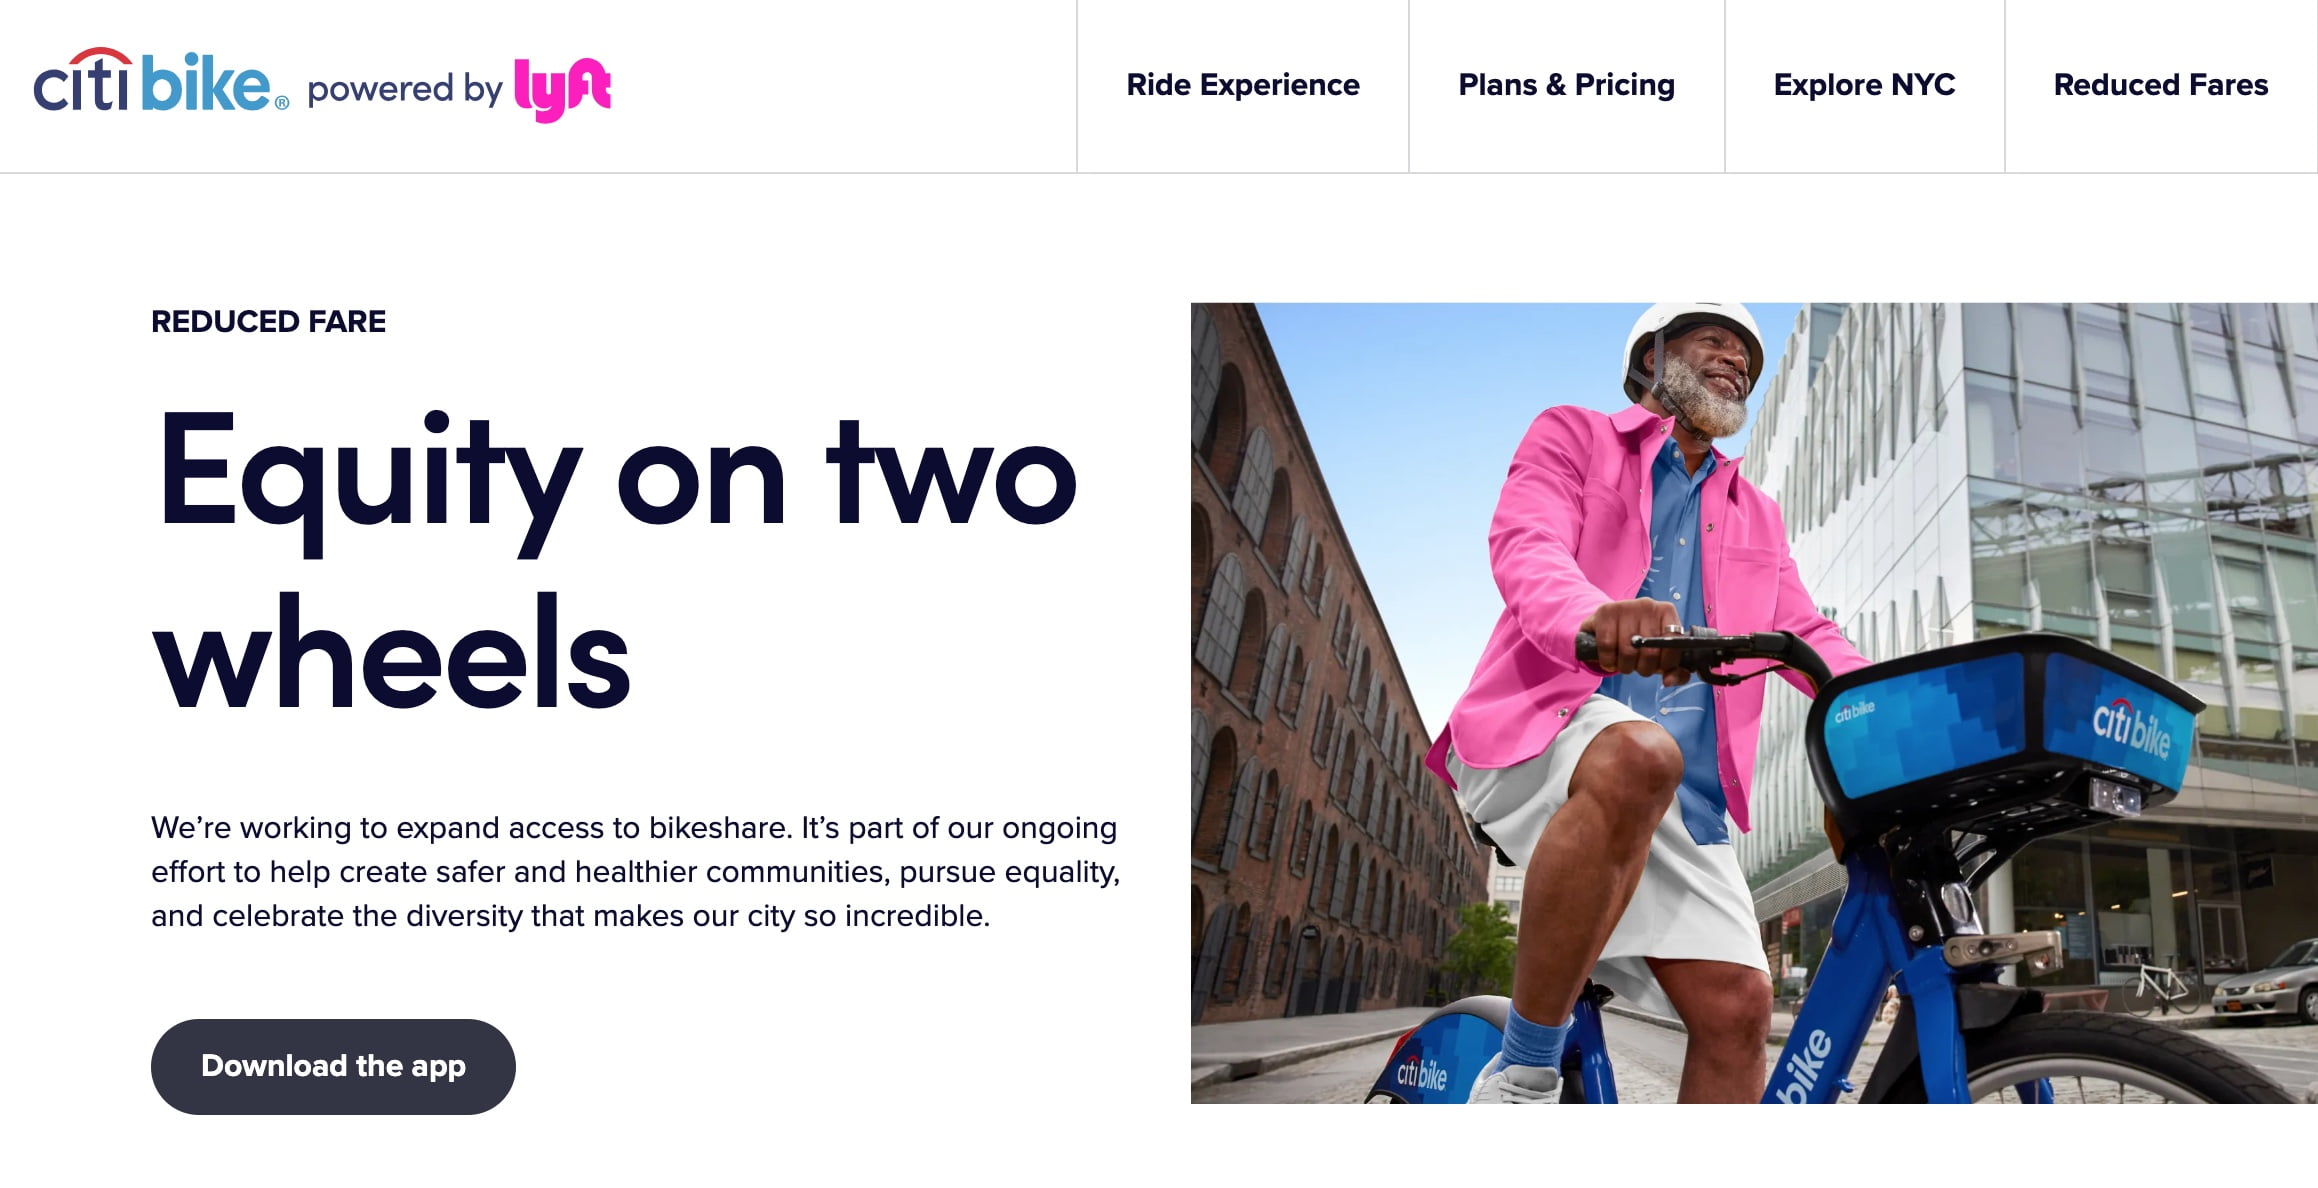 citi bike® powered by lyft
Ride Experience
Plans & Pricing
Explore NYC
Reduced Fares
REDUCED FARE
Equity on two
wheels
We’re working to expand access to bikeshare. It’s part of our ongoing
effort to help create safer and healthier communities, pursue equality,
and celebrate the diversity that makes our city so incredible.
Download the app
citi bike
citi bike
citi bike
bike